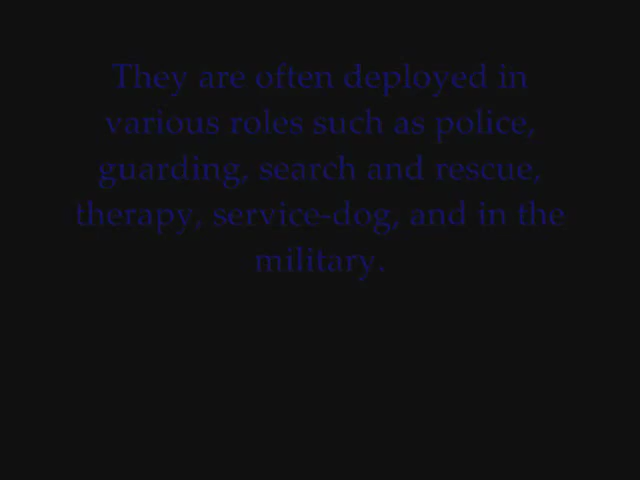 They are often deployed in
various roles such as police,
guarding, search and rescue,
therapy, service-dog, and in the
military.